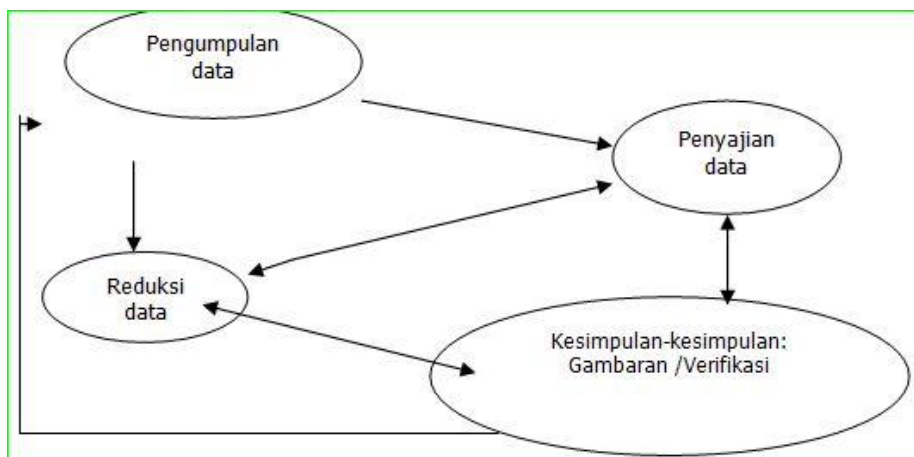 Pengumpulan
data
Penyajian
data
Reduksi
data
Kesimpulan-kesimpulan:
Gambaran /Verifikasi